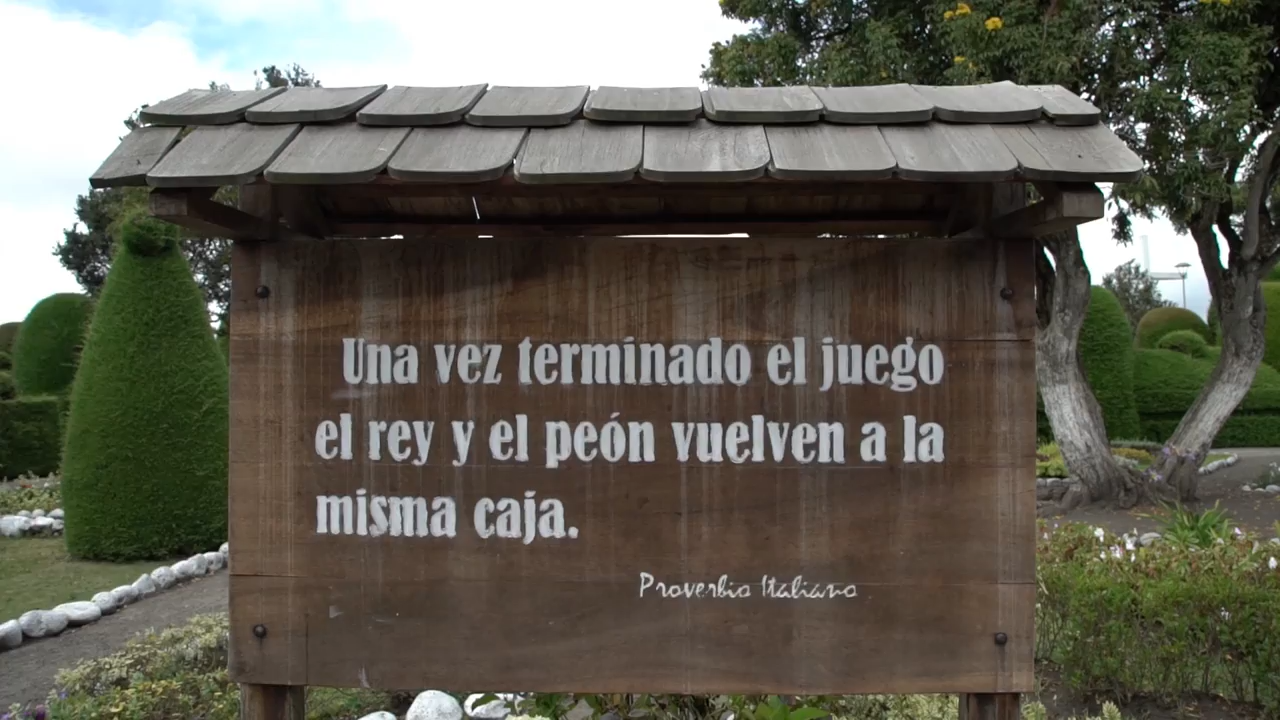 Una vez terminado el juego
el rey y el peón vuelven a la
misma caja.
Proverbio Italiano